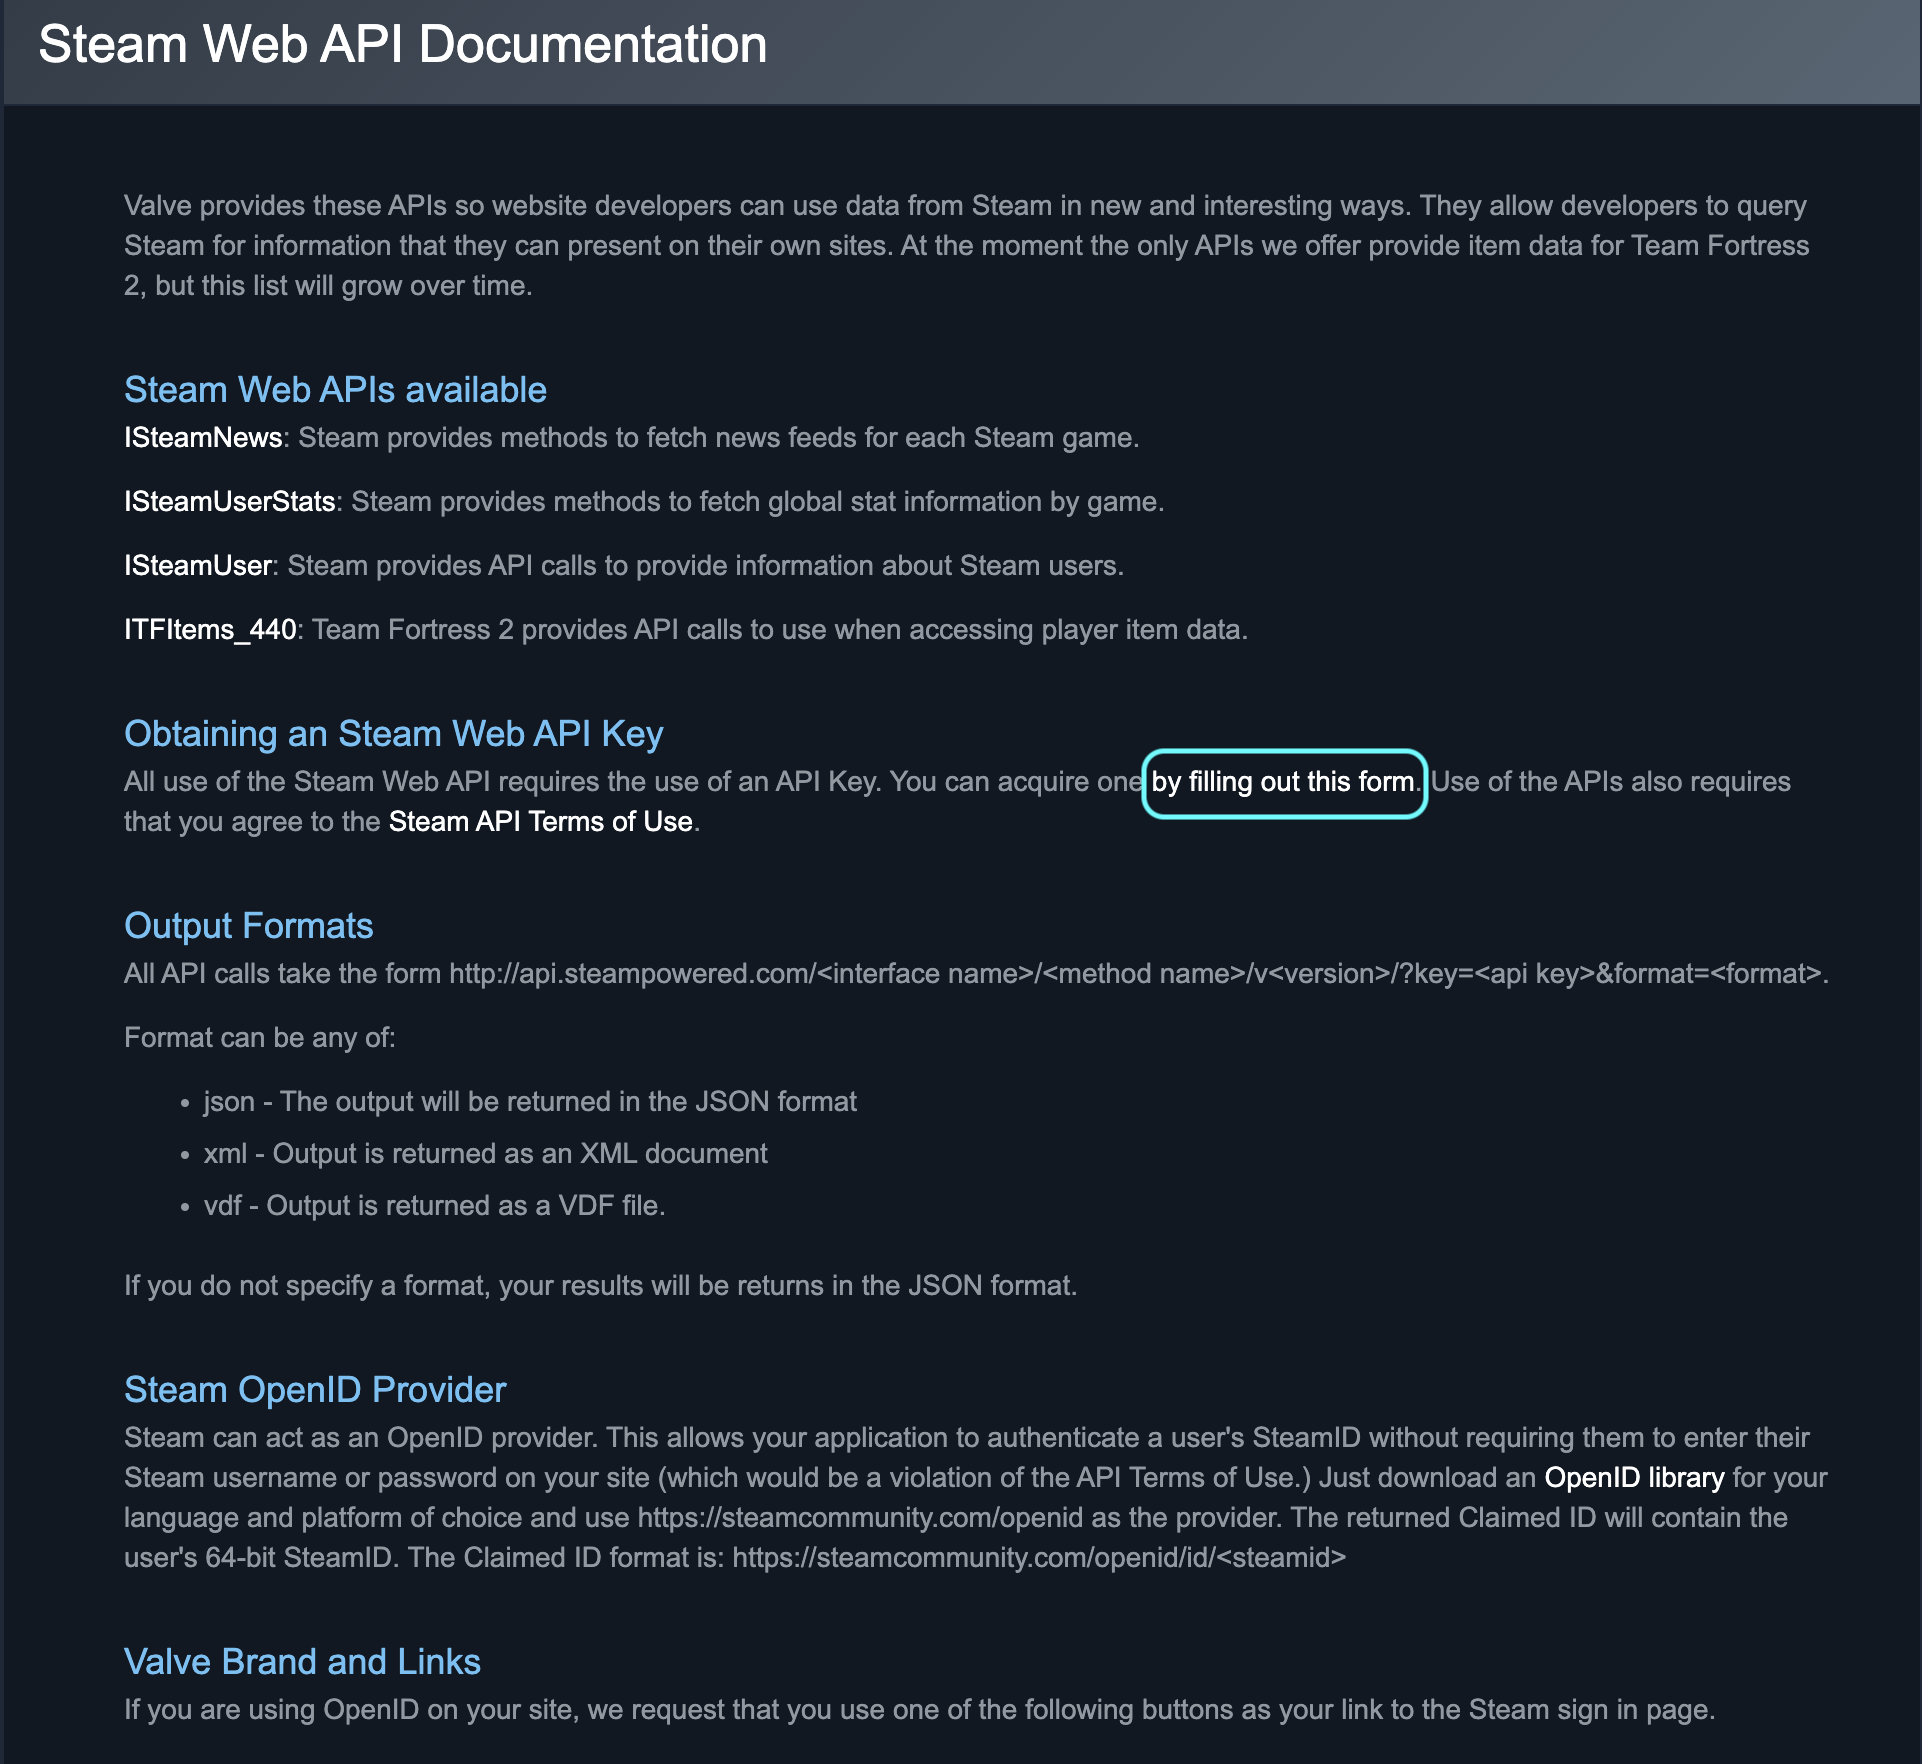 Steam Web API Documentation
Valve provides these APIs so website developers can use data from Steam in new and interesting ways. They allow developers to query
Steam for information that they can present on their own sites. At the moment the only APIs we offer provide item data for Team Fortress
2, but this list will grow over time.
Steam Web APIs available
ISteamNews: Steam provides methods to fetch news feeds for each Steam game.
ISteamUserStats: Steam provides methods to fetch global stat information by game.
ISteamUser: Steam provides API calls to provide information about Steam users.
ITFItems_440: Team Fortress 2 provides API calls to use when accessing player item data.
Obtaining an Steam Web API Key
All use of the Steam Web API requires the use of an API Key. You can acquire one by filling out this form. Use of the APIs also requires
that you agree to the Steam API Terms of Use.
Output Formats
All API calls take the form http://api.steampowered.com/<interface name>/<method name>/v<version>/?key=<api key>&format=<format>.
Format can be any of:
• json - The output will be returned in the JSON format
• xml - Output is returned as an XML document
• vdf - Output is returned as a VDF file.
If you do not specify a format, your results will be returns in the JSON format.
Steam OpenID Provider
Steam can act as an OpenID provider. This allows your application to authenticate a user's SteamID without requiring them to enter their
Steam username or password on your site (which would be a violation of the API Terms of Use.) Just download an OpenID library for your
language and platform of choice and use https://steamcommunity.com/openid as the provider. The returned Claimed ID will contain the
user's 64-bit SteamID. The Claimed ID format is: https://steamcommunity.com/openid/id/<steamid>
Valve Brand and Links
If you are using OpenID on your site, we request that you use one of the following buttons as your link to the Steam sign in page.